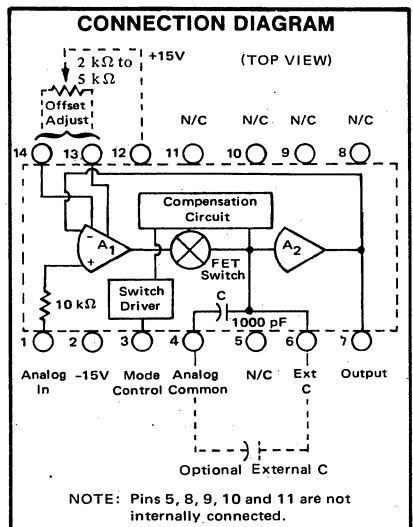 CONNECTION DIAGRAM
2 kΩ to
5 kΩ
+15V
(TOP VIEW)
Offset
Adjust
N/C
N/C
N/C
N/C
14
13
12
11
10
9
8
Compensation
Circuit
−
A1
+
A2
FET
Switch
10 kΩ
Switch
Driver
C
1000 pF
1
2
3
4
5
6
7
Analog
In
-15V
Mode
Control
Analog
Common
N/C
Ext
C
Output
Optional External C
NOTE: Pins 5, 8, 9, 10 and 11 are not
internally connected.